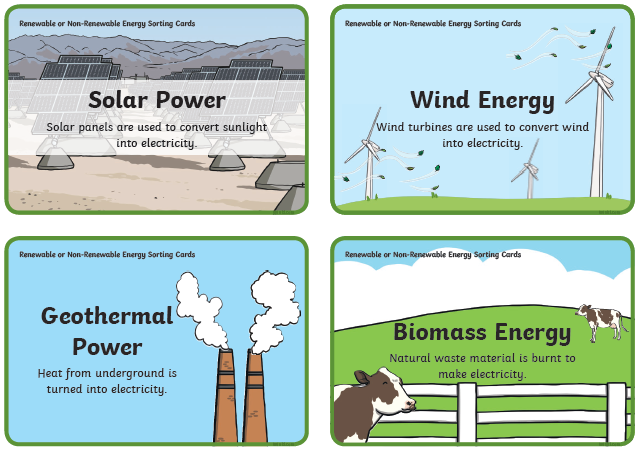 Renewable or Non-Renewable Energy Sorting Cards
Solar Power
Solar panels are used to convert sunlight
into electricity.
Renewable or Non-Renewable Energy Sorting Cards
Wind Energy
Wind turbines are used to convert wind
into electricity.
Renewable or Non-Renewable Energy Sorting Cards
Geothermal
Power
Heat from underground is
turned into electricity.
Renewable or Non-Renewable Energy Sorting Cards
Biomass Energy
Natural waste material is burnt to
make electricity.